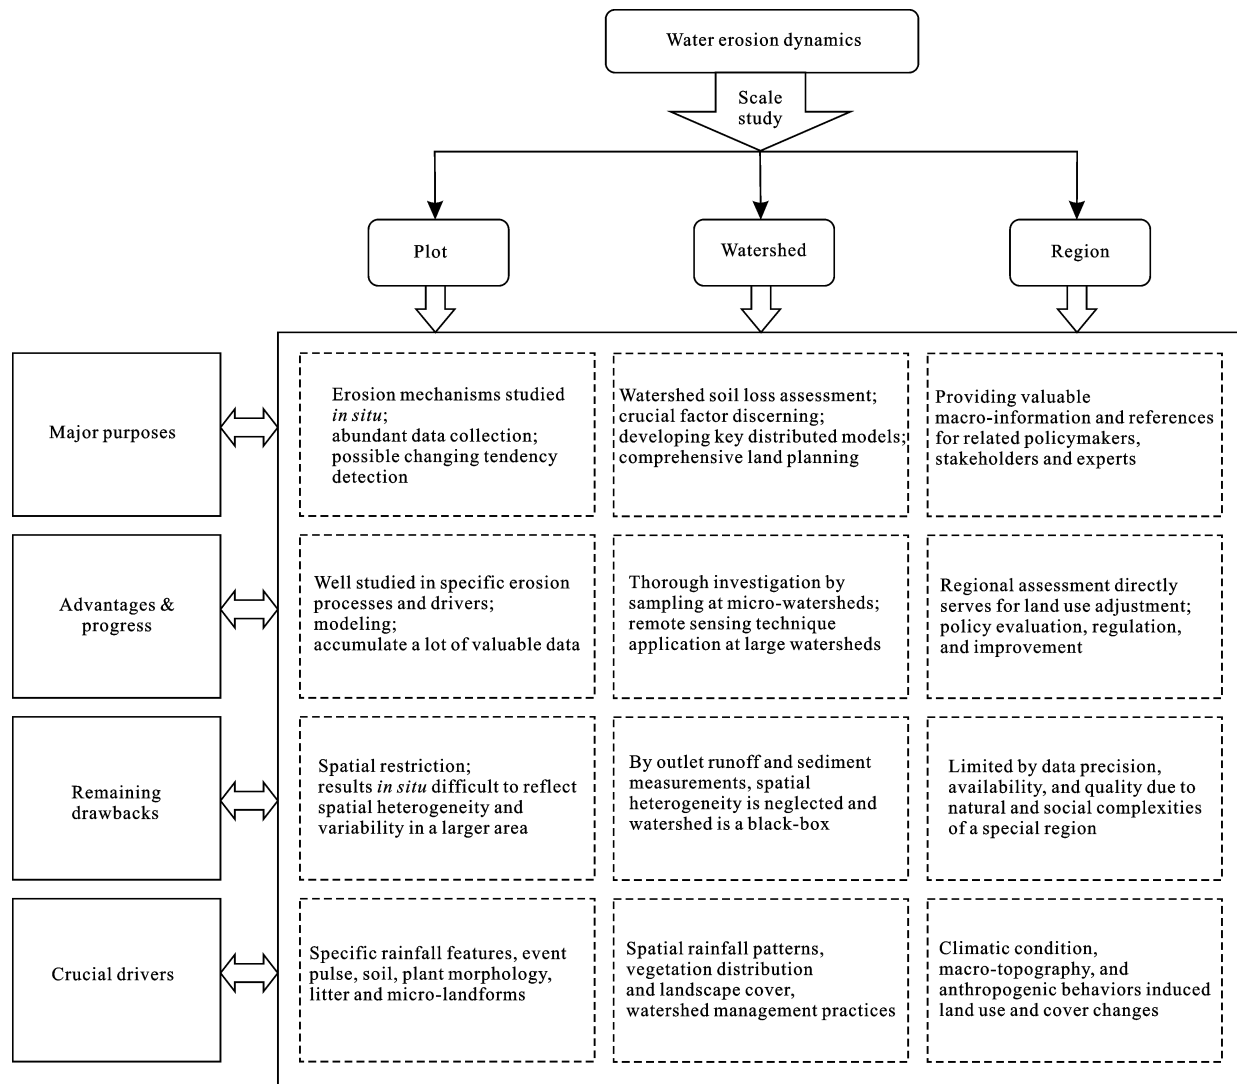 Water erosion dynamics
Scale
study
Plot
Watershed
Region
Major purposes
Erosion mechanisms studied
in situ;
abundant data collection;
possible changing tendency
detection
Watershed soil loss assessment;
crucial factor discerning;
developing key distributed models;
comprehensive land planning
Providing valuable
macro-information and references
for related policymakers,
stakeholders and experts
Advantages &
progress
Well studied in specific erosion
processes and drivers;
modeling;
accumulate a lot of valuable data
Thorough investigation by
sampling at micro-watersheds;
remote sensing technique
application at large watersheds
Regional assessment directly
serves for land use adjustment;
policy evaluation, regulation,
and improvement
Remaining
drawbacks
Spatial restriction;
results in situ difficult to reflect
spatial heterogeneity and
variability in a larger area
By outlet runoff and sediment
measurements, spatial
heterogeneity is neglected and
watershed is a black-box
Limited by data precision,
availability, and quality due to
natural and social complexities
of a special region
Crucial drivers
Specific rainfall features, event
pulse, soil, plant morphology,
litter and micro-landforms
Spatial rainfall patterns,
vegetation distribution
and landscape cover,
watershed management practices
Climatic condition,
macro-topography, and
anthropogenic behaviors induced
land use and cover changes